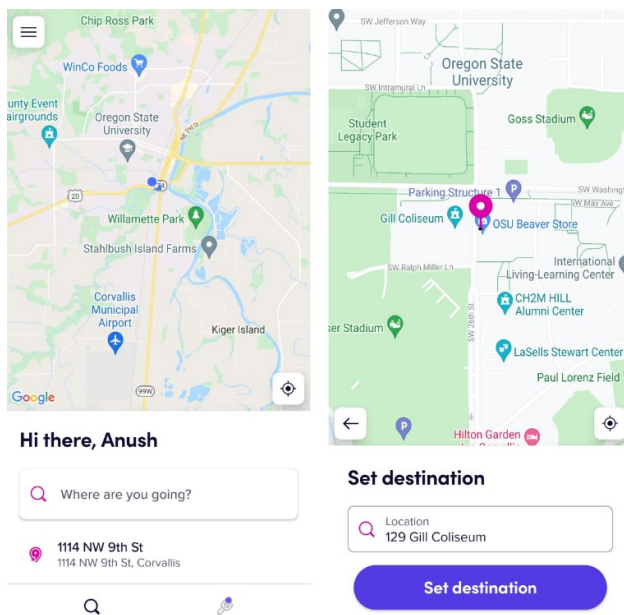 Chip Ross Park
WinCo Foods
unty Event
airgrounds
Oregon State
University
20
Willamette Park
Stahlbush Island Farms
Corvallis
Municipal
Airport
Kiger Island
99W
Google
Hi there, Anush
Where are you going?
1114 NW 9th St
1114 NW 9th St, Corvallis
SW Jefferson Way
Oregon State
University
SW Intramural Ln
Student
Legacy Park
Goss Stadium
Parking Structure 1
P
SW Washing
SW May Ave
Gill Coliseum
OSU Beaver Store
International
Living-Learning Center
SW Ralph Miller Ln
SW 26th St
CH2M HILL
Alumni Center
ser Stadium
LaSells Stewart Center
Paul Lorenz Field
P
Hilton Garden
Set destination
Location
129 Gill Coliseum
Set destination